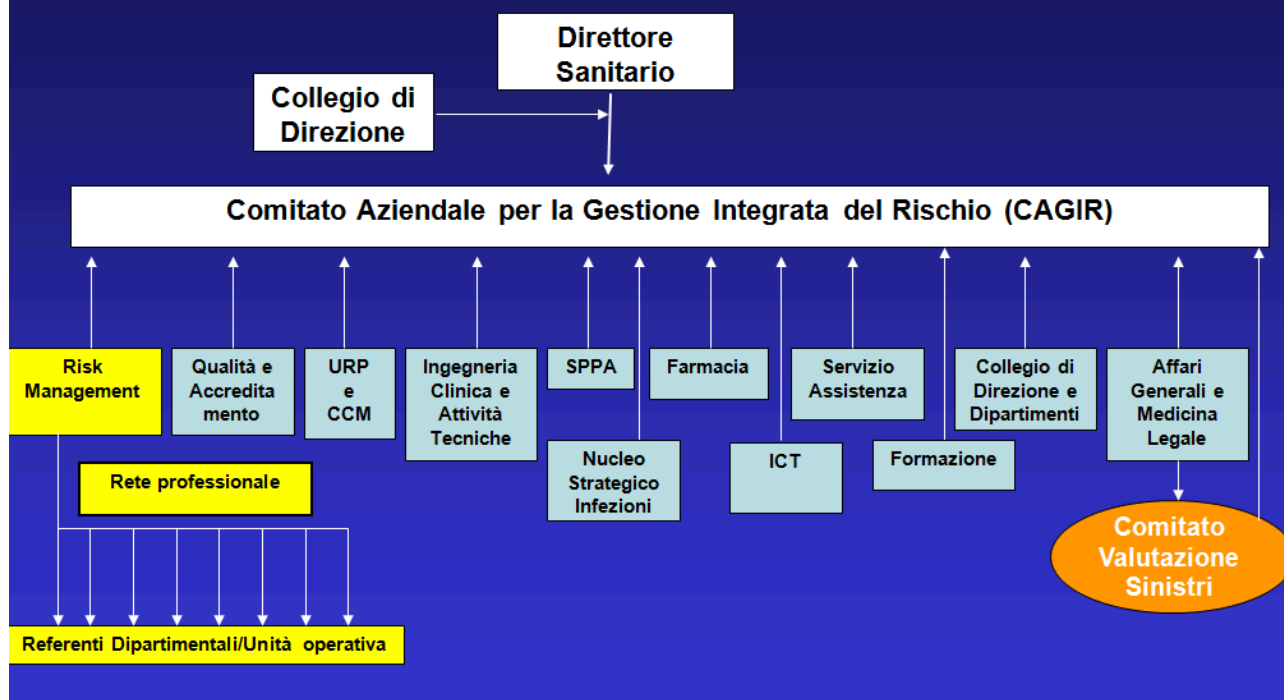 Direttore
Sanitario
Collegio di
Direzione
Comitato Aziendale per la Gestione Integrata del Rischio (CAGIR)
Risk
Management
Qualità e
Accredita
mento
URP
e
CCM
Ingegneria
Clinica e
Attività
Tecniche
SPPA
Farmacia
Servizio
Assistenza
Collegio di
Direzione e
Dipartimenti
Affari
Generali e
Medicina
Legale
Nucleo
Strategico
Infezioni
ICT
Formazione
Rete professionale
Comitato
Valutazione
Sinistri
Referenti Dipartimentali/Unità operativa